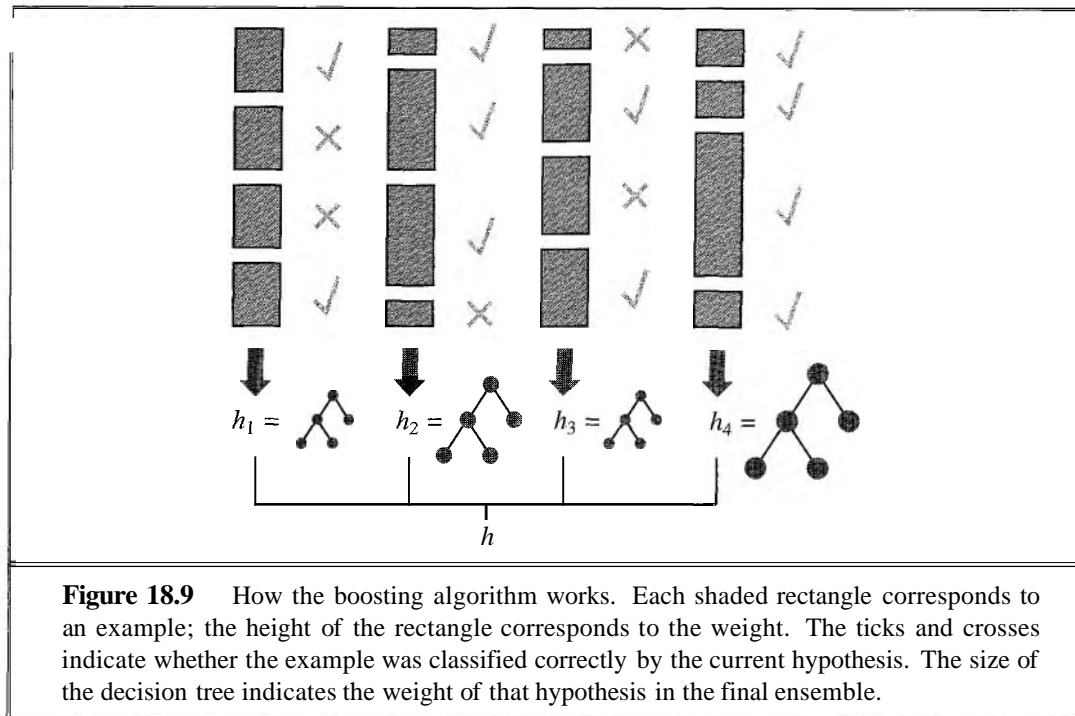 h₁ = h₂ = h₃ = h₄ =
h
Figure 18.9 How the boosting algorithm works. Each shaded rectangle corresponds to
an example; the height of the rectangle corresponds to the weight. The ticks and crosses
indicate whether the example was classified correctly by the current hypothesis. The size of
the decision tree indicates the weight of that hypothesis in the final ensemble.